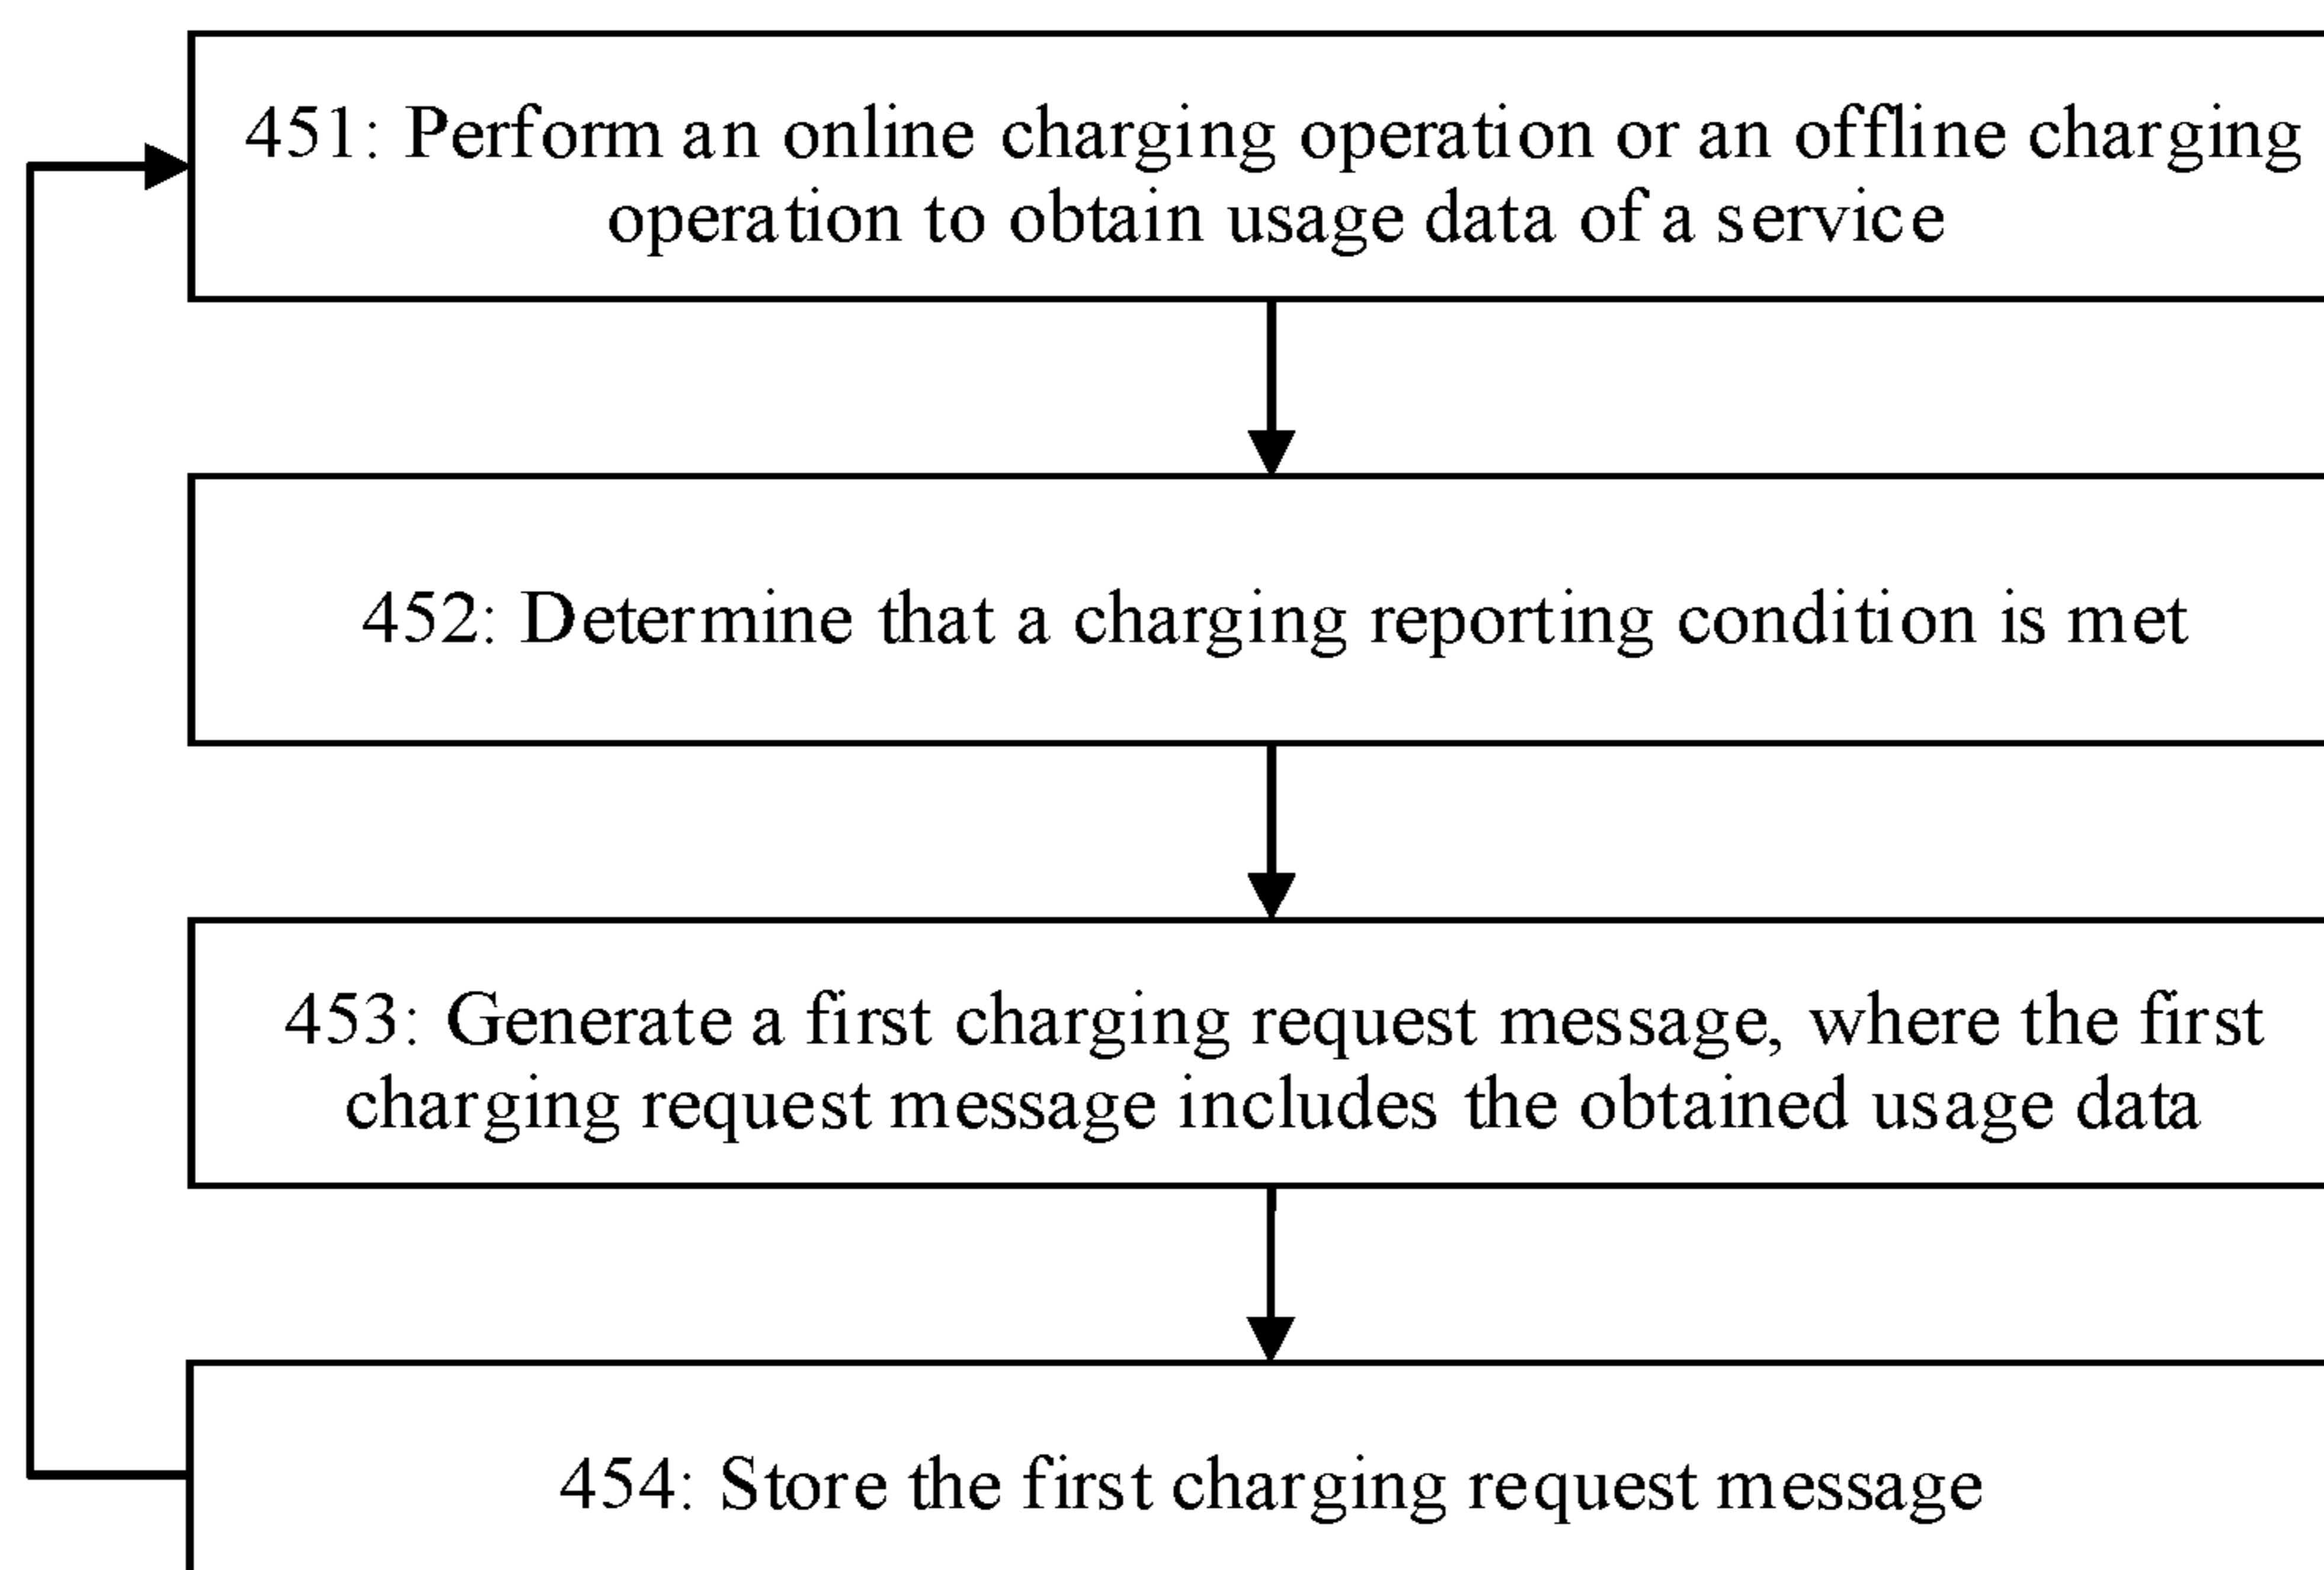 451: Perform an online charging operation or an offline charging
operation to obtain usage data of a service
452: Determine that a charging reporting condition is met
453: Generate a first charging request message, where the first
charging request message includes the obtained usage data
454: Store the first charging request message